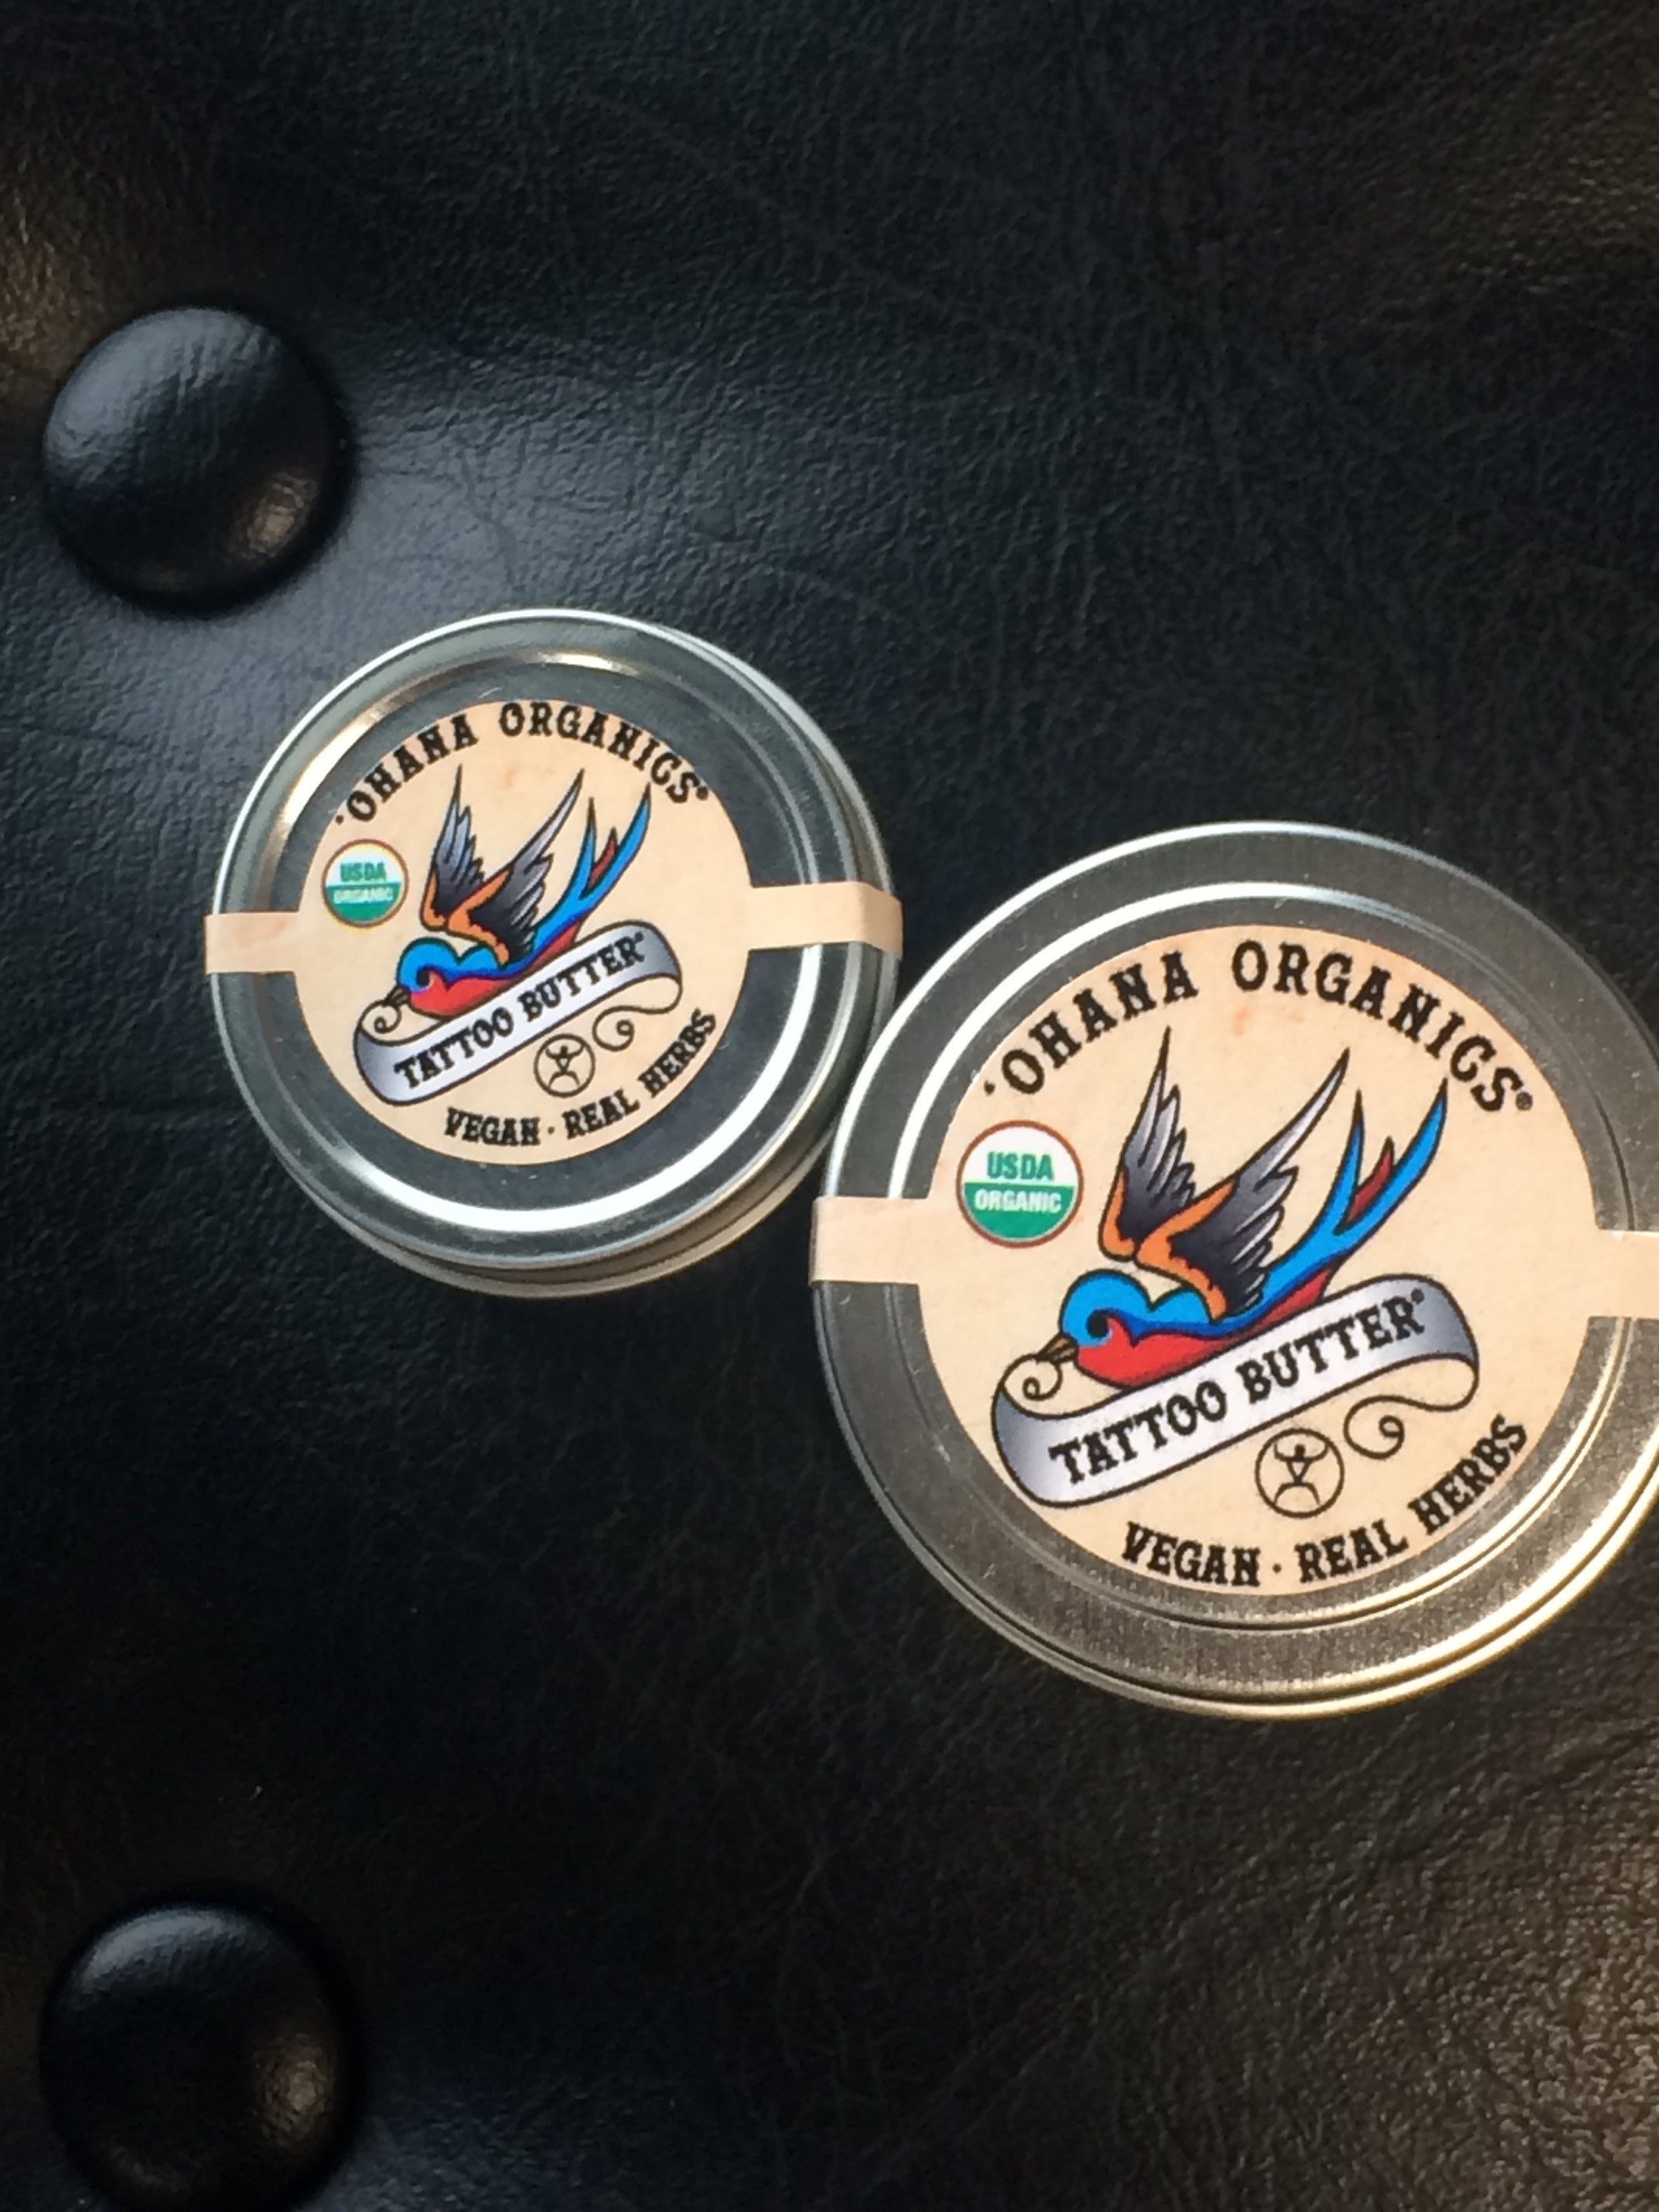 'OHANA ORGANICS®
USDA
ORGANIC
TATTOO BUTTER®
VEGAN · REAL HERBS
'OHANA ORGANICS®
USDA
ORGANIC
TATTOO BUTTER®
VEGAN · REAL HERBS